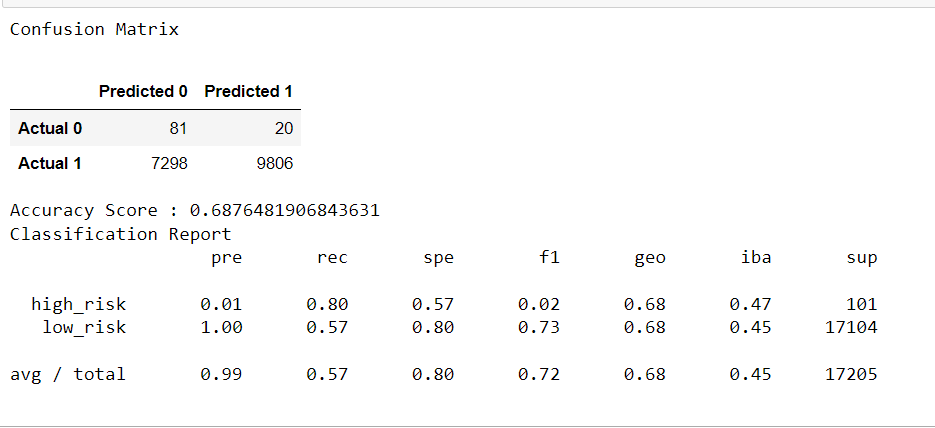 Confusion Matrix
Predicted 0 Predicted 1
Actual 0 81 20
Actual 1 7298 9806
Accuracy Score : 0.6876481906843631
Classification Report
pre rec spe f1 geo iba sup
high_risk 0.01 0.80 0.57 0.02 0.68 0.47 101
low_risk 1.00 0.57 0.80 0.73 0.68 0.45 17104
avg / total 0.99 0.57 0.80 0.72 0.68 0.45 17205